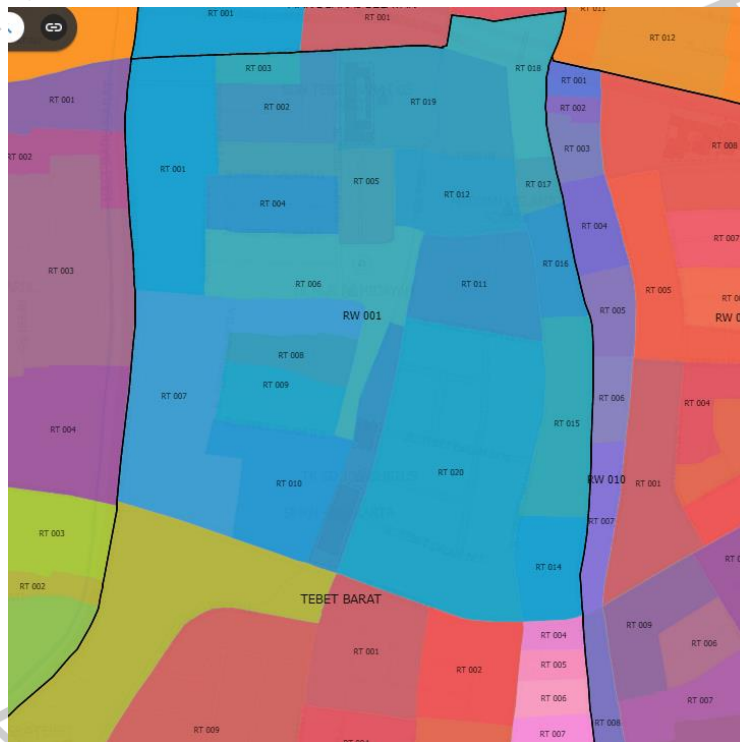 RT 011
RT 001
RT 001
RT 012
RT 018
RT 003
RT 001
RT 001
RT 002
RT 019
RT 002
RT 003
RT 008
RT 002
RT 001
RT 005
RT 017
RT 012
RT 004
RT 004
RT 007
RT 016
RT 003
RT 006
RT 011
RT 005
RT 005
RW 001
RT 008
RT 009
RT 007
RT 006
RT 004
RT 015
RT 004
RT 020
RT 010
RW 010
RT 001
RT 007
RT 003
RT 014
RT 002
TEBET BARAT
RT 004
RT 009
RT 001
RT 005
RT 006
RT 002
RT 006
RT 007
RT 009
RT 008
RT 007